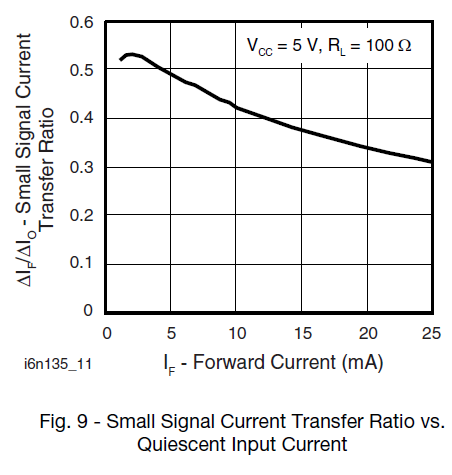 0.6
V_CC = 5 V, R_L = 100 Ω
0.5
0.4
0.3
0.2
0.1
0
ΔI_F/ΔI_O - Small Signal Current
Transfer Ratio
0 5 10 15 20 25
i6n135_11
I_F - Forward Current (mA)
Fig. 9 - Small Signal Current Transfer Ratio vs.
Quiescent Input Current